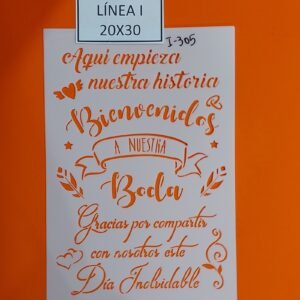 LÍNEA I
20X30
I-305
Aquí empieza
nuestra historia
Bienvenidos
A NUESTRA
Boda
Gracias por compartir
con nosotros este
Día Inolvidable